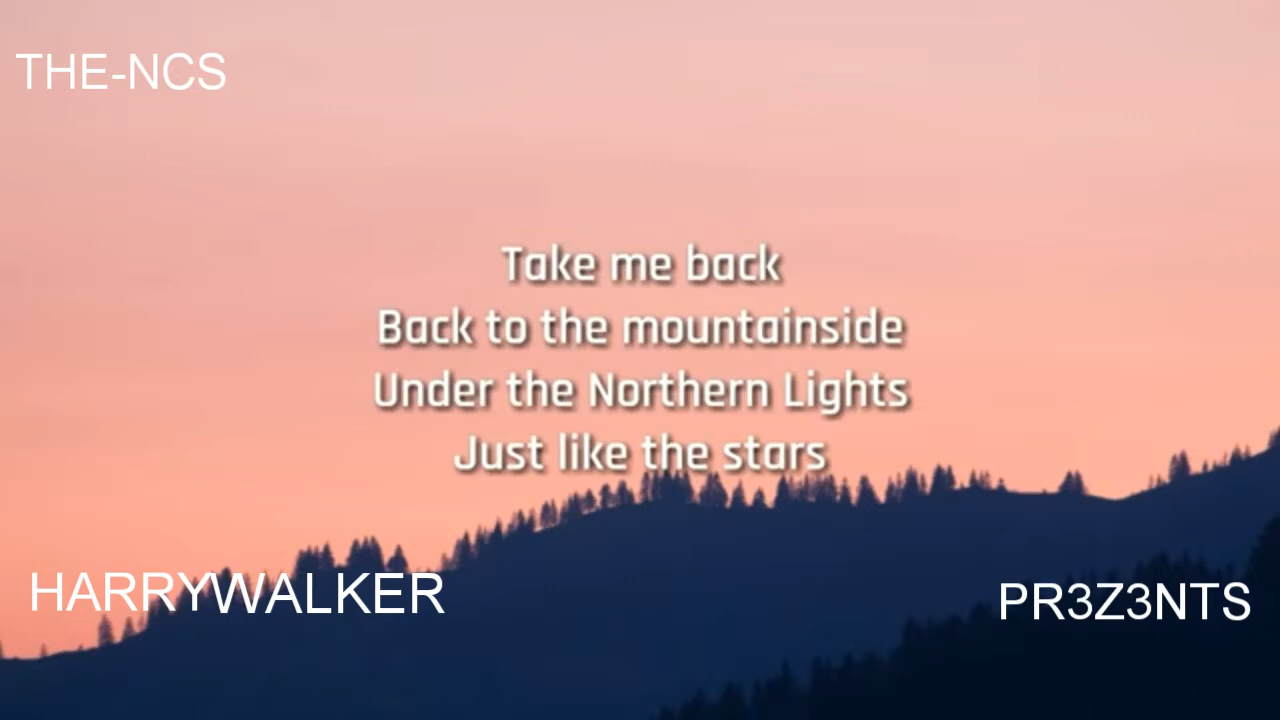 THE-NCS
Take me back
Back to the mountainside
Under the Northern Lights
Just like the stars
HARRYWALKER
PR3Z3NTS